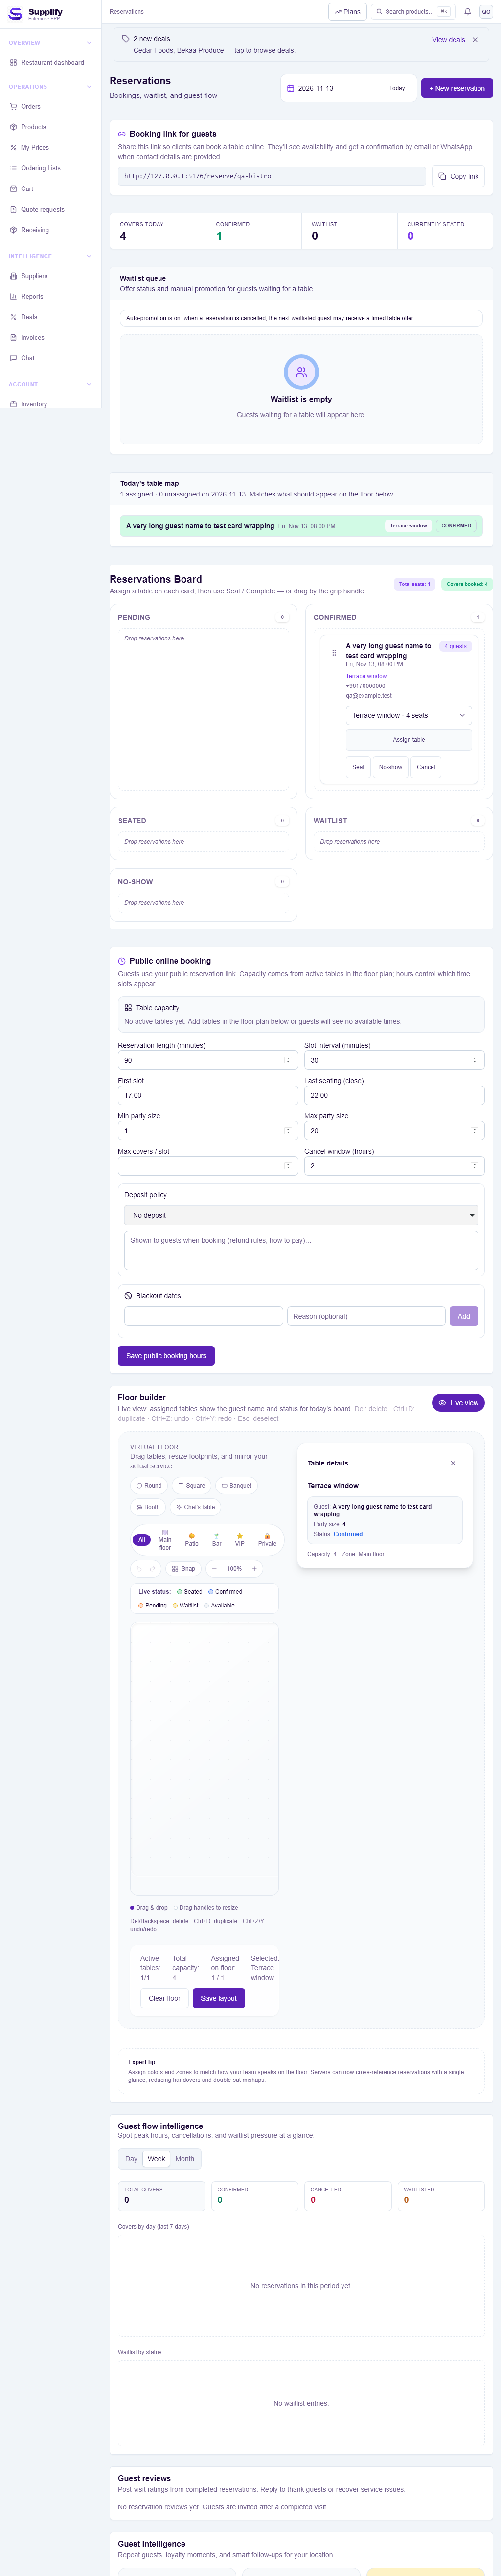 Supplify
Enterprise ERP
OVERVIEW
Restaurant dashboard
OPERATIONS
Orders
Products
My Prices
Ordering Lists
Cart
Quote requests
Receiving
INTELLIGENCE
Suppliers
Reports
Deals
Invoices
Chat
ACCOUNT
Inventory
Reservations
Plans
Search products...
⌘K
QO
2 new deals
Cedar Foods, Bekaa Produce — tap to browse deals.
View deals
Reservations
Bookings, waitlist, and guest flow
2026-11-13
Today
+ New reservation
Booking link for guests
Share this link so clients can book a table online. They'll see availability and get a confirmation by email or WhatsApp
when contact details are provided.
http://127.0.0.1:5176/reserve/qa-bistro
Copy link
COVERS TODAY
4
CONFIRMED
1
WAITLIST
0
CURRENTLY SEATED
0
Waitlist queue
Offer status and manual promotion for guests waiting for a table
Auto-promotion is on: when a reservation is cancelled, the next waitlisted guest may receive a timed table offer.
Waitlist is empty
Guests waiting for a table will appear here.
Today's table map
1 assigned · 0 unassigned on 2026-11-13. Matches what should appear on the floor below.
A very long guest name to test card wrapping Fri, Nov 13, 08:00 PM
Terrace window
CONFIRMED
Reservations Board
Assign a table on each card, then use Seat / Complete — or drag by the grip handle.
Total seats: 4
Covers booked: 4
PENDING
0
Drop reservations here
CONFIRMED
1
A very long guest name to
test card wrapping
4 guests
Fri, Nov 13, 08:00 PM
Terrace window
+96170000000
qa@example.test
Terrace window · 4 seats
Assign table
Seat
No-show
Cancel
SEATED
0
Drop reservations here
WAITLIST
0
Drop reservations here
NO-SHOW
0
Drop reservations here
Public online booking
Guests use your public reservation link. Capacity comes from active tables in the floor plan; hours control which time
slots appear.
Table capacity
No active tables yet. Add tables in the floor plan below or guests will see no available times.
Reservation length (minutes)
90
Slot interval (minutes)
30
First slot
17:00
Last seating (close)
22:00
Min party size
1
Max party size
20
Max covers / slot
Cancel window (hours)
2
Deposit policy
No deposit
Shown to guests when booking (refund rules, how to pay)...
Blackout dates
Reason (optional)
Add
Save public booking hours
Floor builder
Live view: assigned tables show the guest name and status for today's board. Del: delete · Ctrl+D:
duplicate · Ctrl+Z: undo · Ctrl+Y: redo · Esc: deselect
Live view
VIRTUAL FLOOR
Drag tables, resize footprints, and mirror your
actual service.
Round
Square
Banquet
Booth
Chef's table
All
Main
floor
Patio
Bar
VIP
Private
Snap
100%
Live status:
Seated
Confirmed
Pending
Waitlist
Available
Drag & drop
Drag handles to resize
Del/Backspace: delete · Ctrl+D: duplicate · Ctrl+Z/Y:
undo/redo
Active
tables:
1/1
Total
capacity:
4
Assigned
on floor:
1 / 1
Selected:
Terrace
window
Clear floor
Save layout
Table details
Terrace window
Guest: A very long guest name to test card
wrapping
Party size: 4
Status: Confirmed
Capacity: 4 Zone: Main floor
Expert tip
Assign colors and zones to match how your team speaks on the floor. Servers can now cross-reference reservations with a single
glance, reducing handovers and double-sat mishaps.
Guest flow intelligence
Spot peak hours, cancellations, and waitlist pressure at a glance.
Day
Week
Month
TOTAL COVERS
0
CONFIRMED
0
CANCELLED
0
WAITLISTED
0
Covers by day (last 7 days)
No reservations in this period yet.
Waitlist by status
No waitlist entries.
Guest reviews
Post-visit ratings from completed reservations. Reply to thank guests or recover service issues.
No reservation reviews yet. Guests are invited after a completed visit.
Guest intelligence
Repeat guests, loyalty moments, and smart follow-ups for your location.